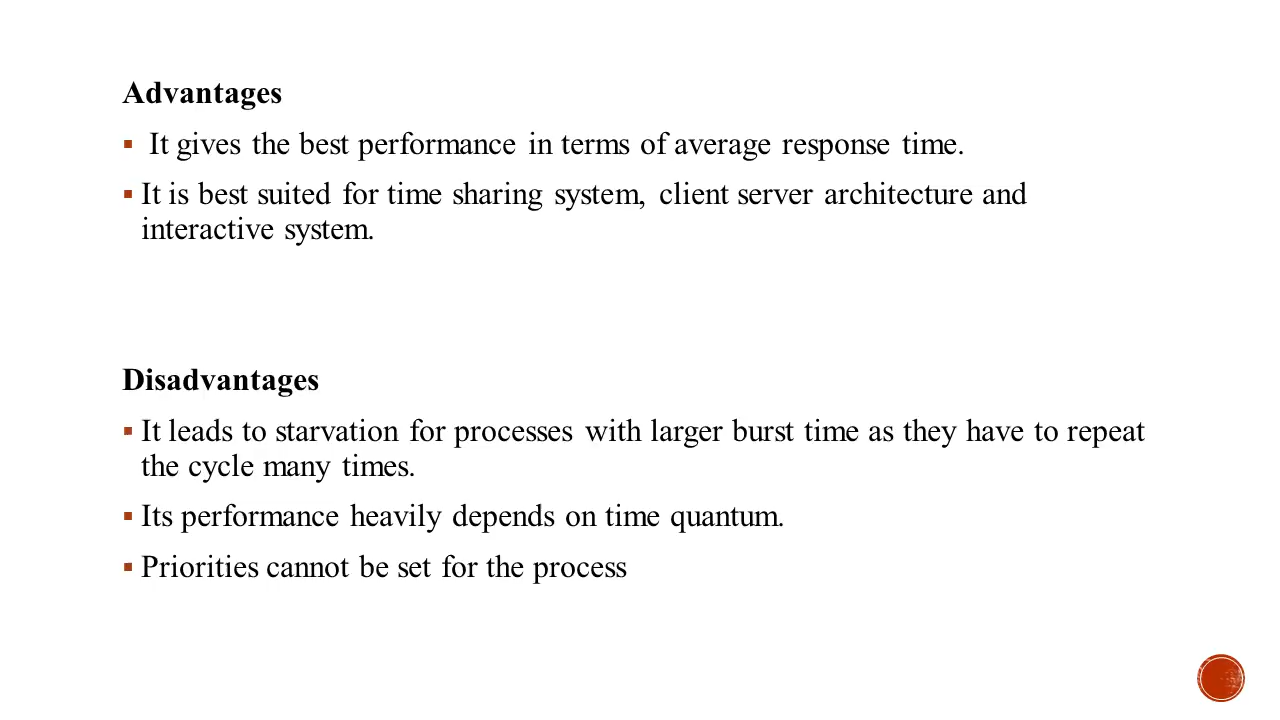 Advantages
▪ It gives the best performance in terms of average response time.
▪ It is best suited for time sharing system, client server architecture and
interactive system.
Disadvantages
▪ It leads to starvation for processes with larger burst time as they have to repeat
the cycle many times.
▪ Its performance heavily depends on time quantum.
▪ Priorities cannot be set for the process